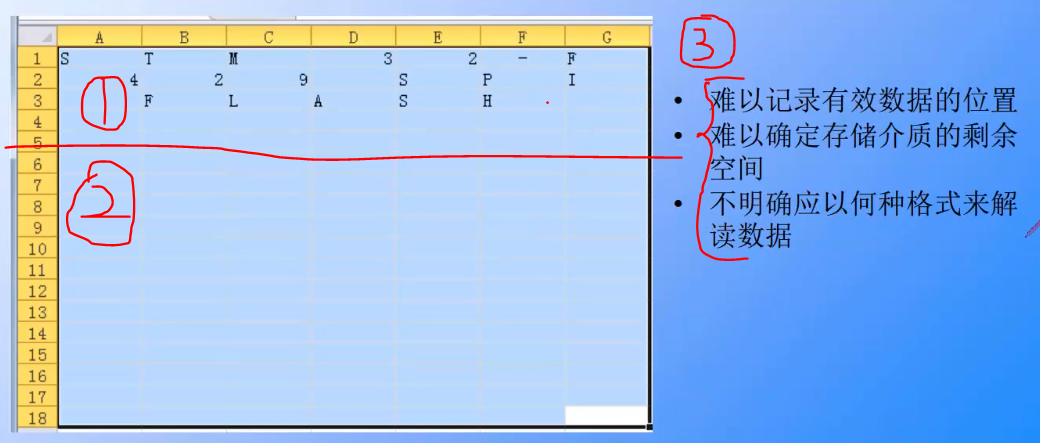 A B C D E F G
1 S T M 3 2 - F
2 4 2 9 S P I
3 F L A S H
4
5
6
7
8
9
10
11
12
13
14
15
16
17
18
①
②
③
• 难以记录有效数据的位置
• 难以确定存储介质的剩余
空间
• 不明确应以何种格式来解
读数据